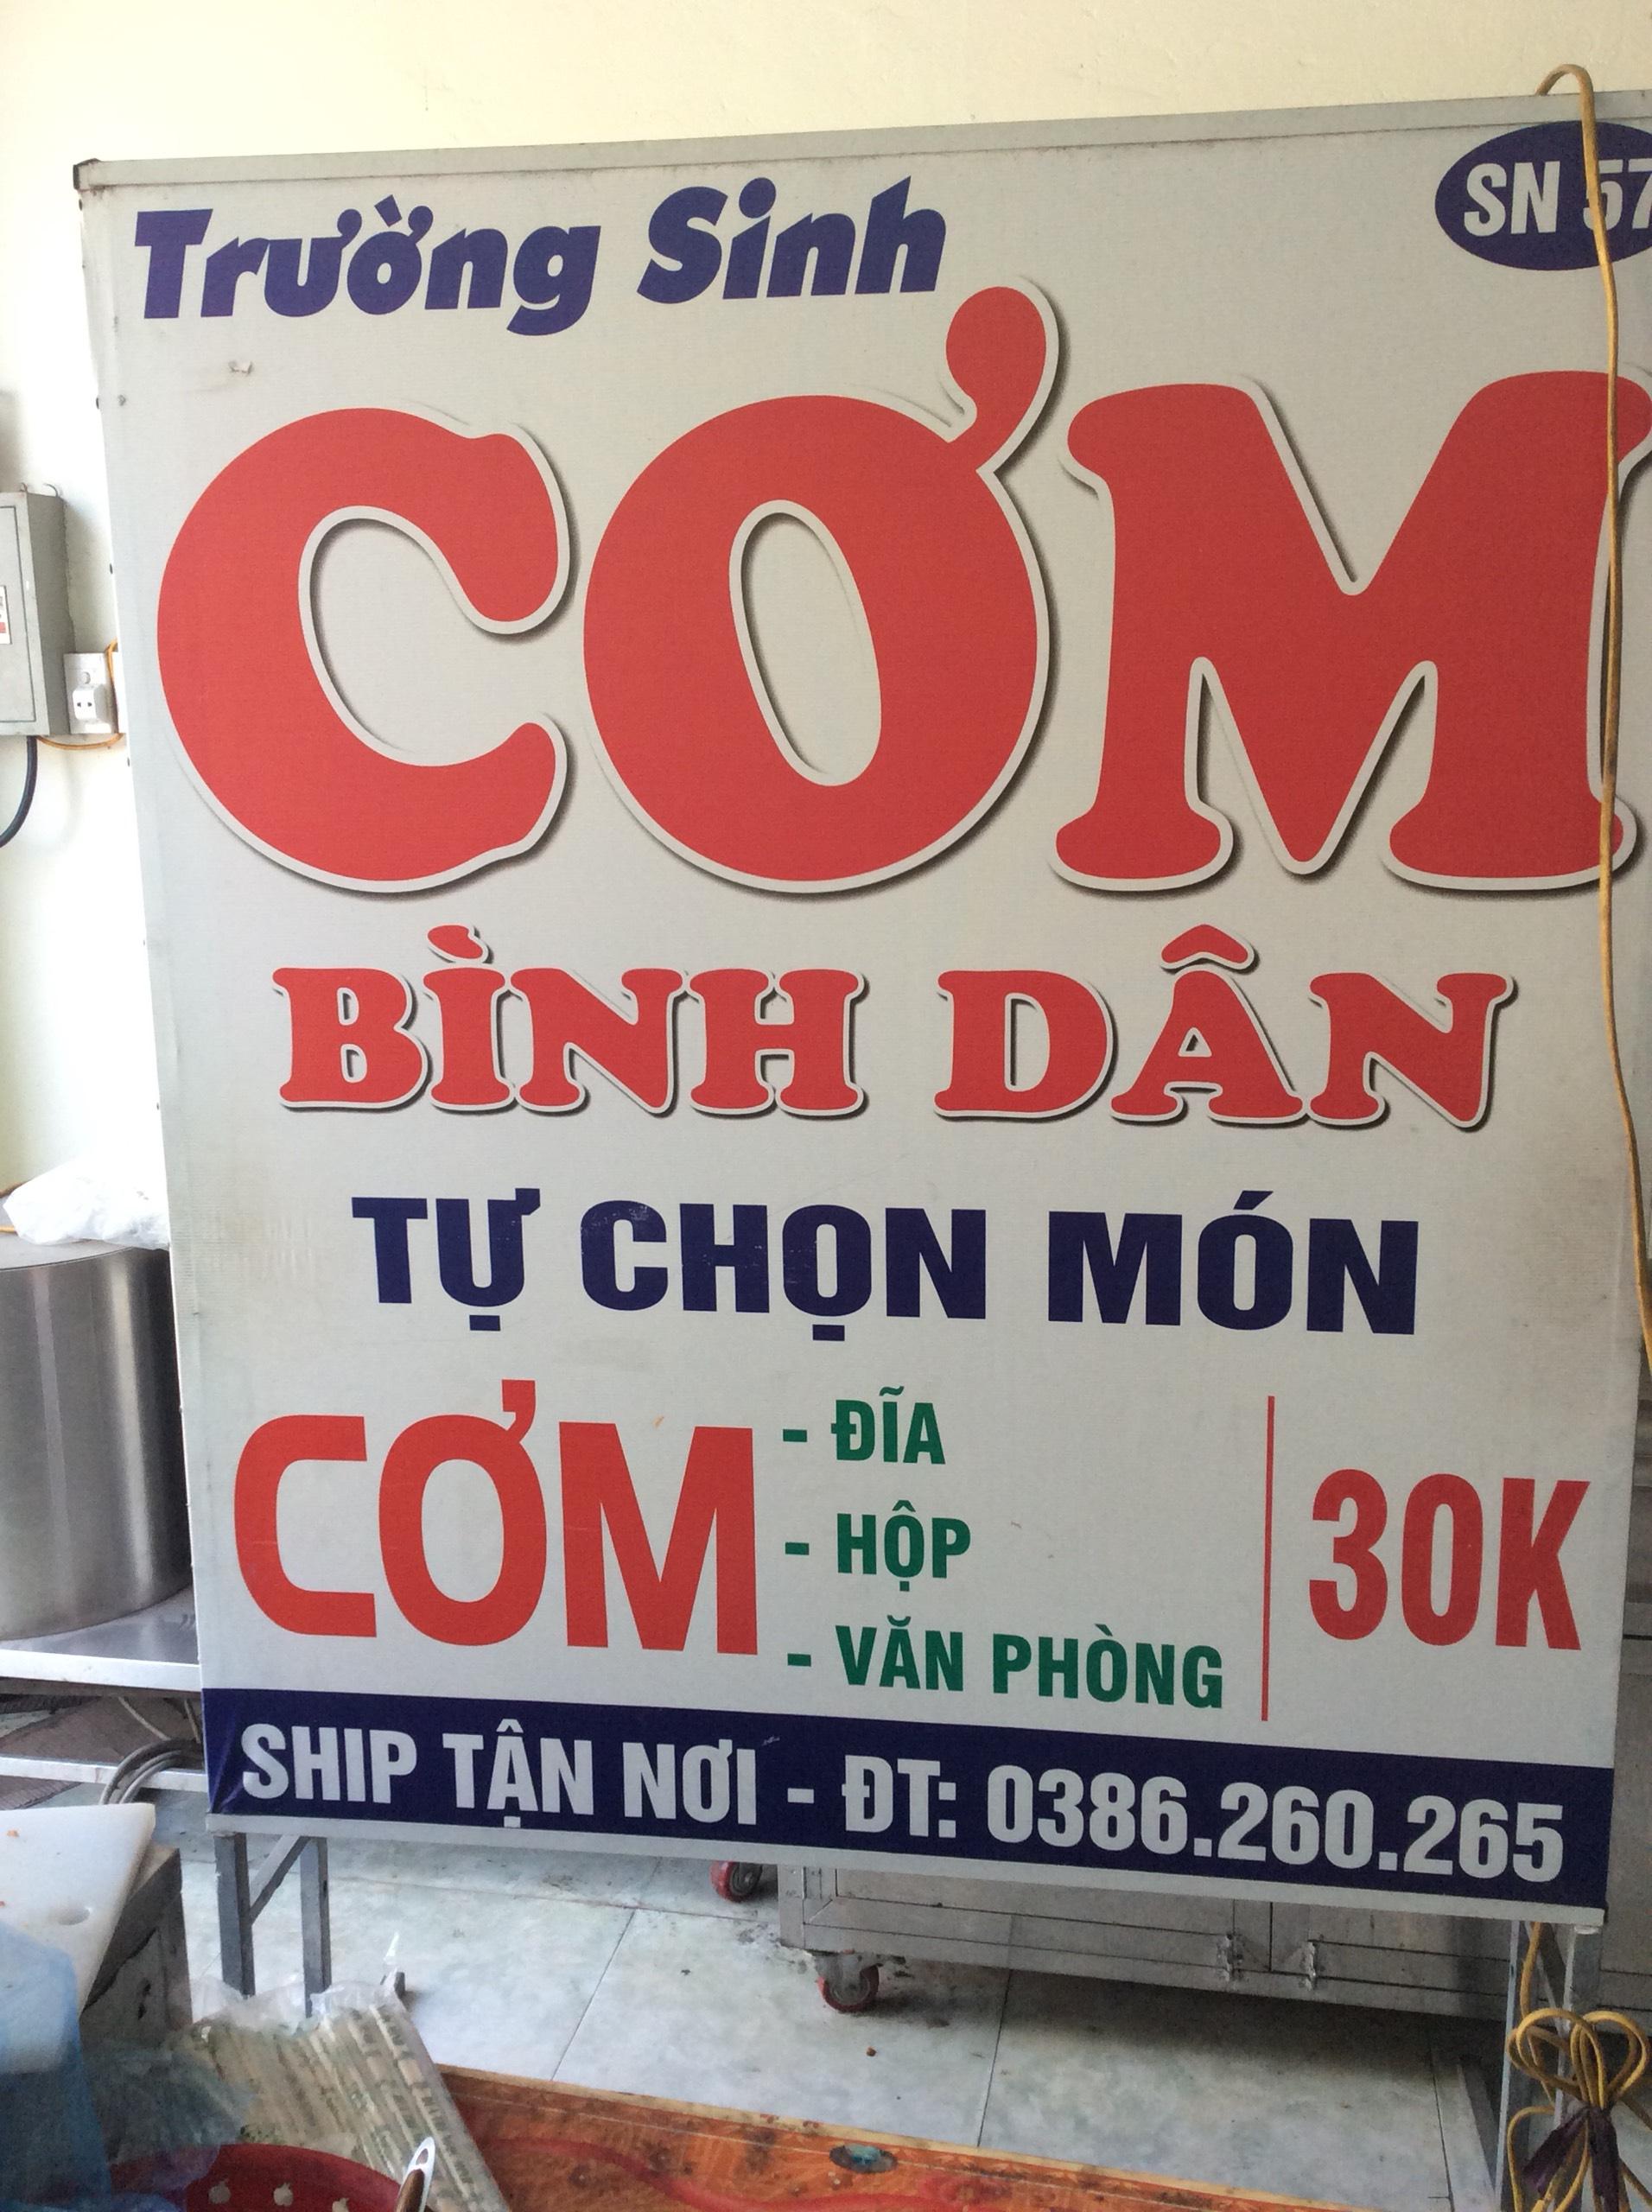 Trường Sinh
SN 57
CƠM
BÌNH DÂN
TỰ CHỌN MÓN
CƠM
- ĐĨA
- HỘP
- VĂN PHÒNG
30K
SHIP TẬN NƠI - ĐT: 0386.260.265